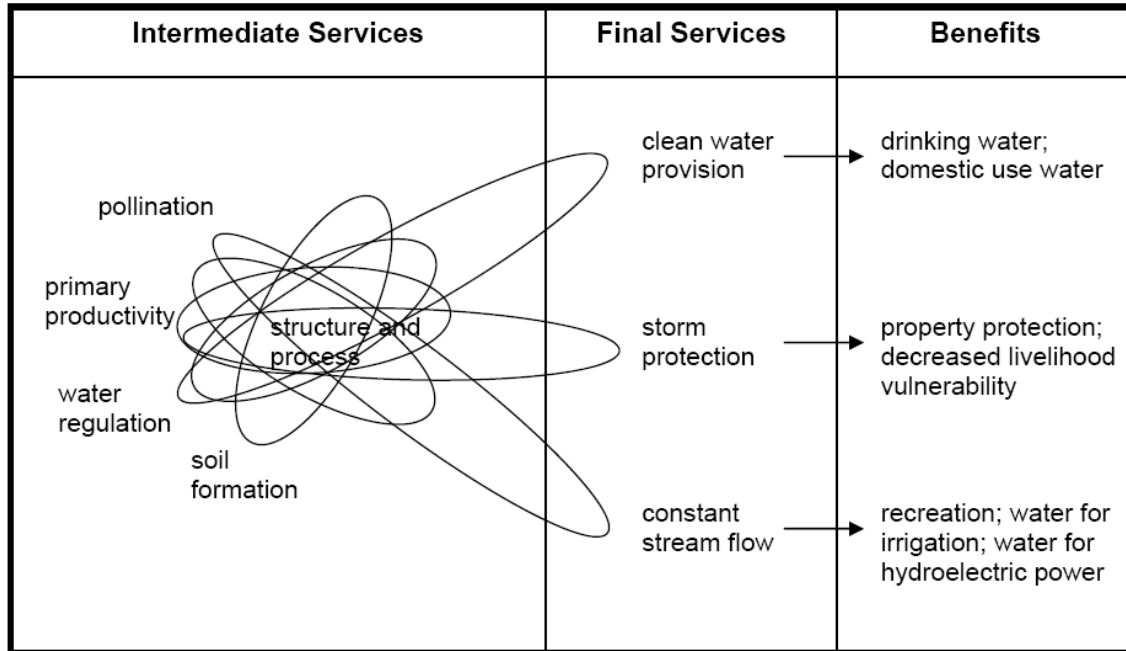 Intermediate Services
Final Services
Benefits
pollination
primary
productivity
water
regulation
soil
formation
structure and
process
clean water
provision
drinking water;
domestic use water
storm
protection
property protection;
decreased livelihood
vulnerability
constant
stream flow
recreation; water for
irrigation; water for
hydroelectric power